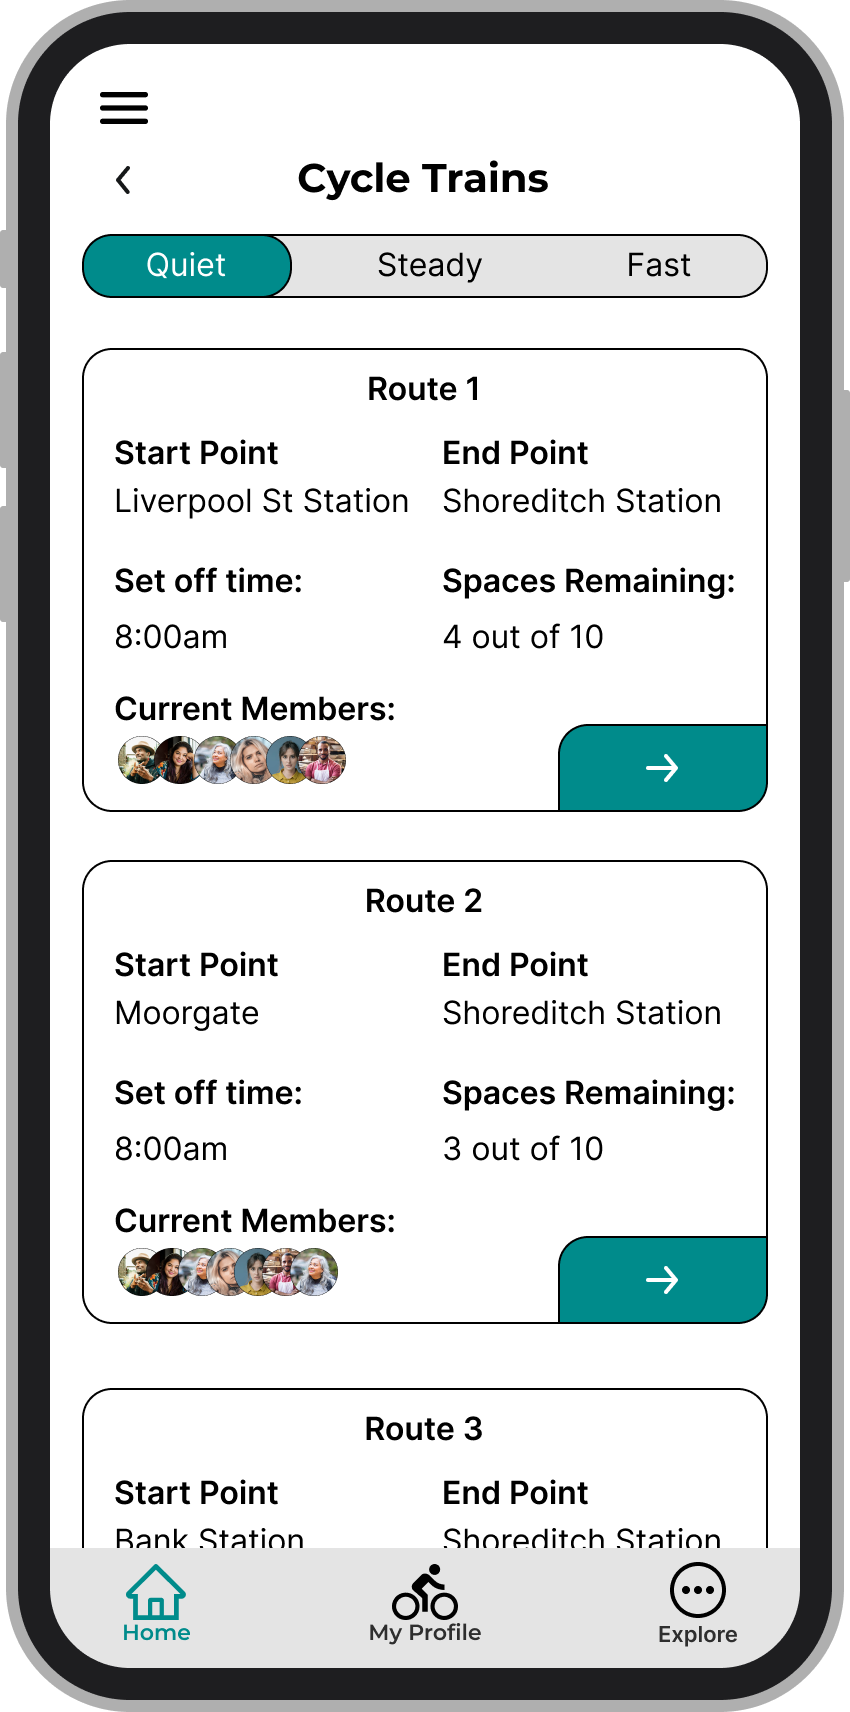 Cycle Trains
Quiet Steady Fast
Route 1
Start Point End Point
Liverpool St Station Shoreditch Station
Set off time: Spaces Remaining:
8:00am 4 out of 10
Current Members:
Route 2
Start Point End Point
Moorgate Shoreditch Station
Set off time: Spaces Remaining:
8:00am 3 out of 10
Current Members:
Route 3
Start Point End Point
Bank Station Shoreditch Station
Home My Profile Explore